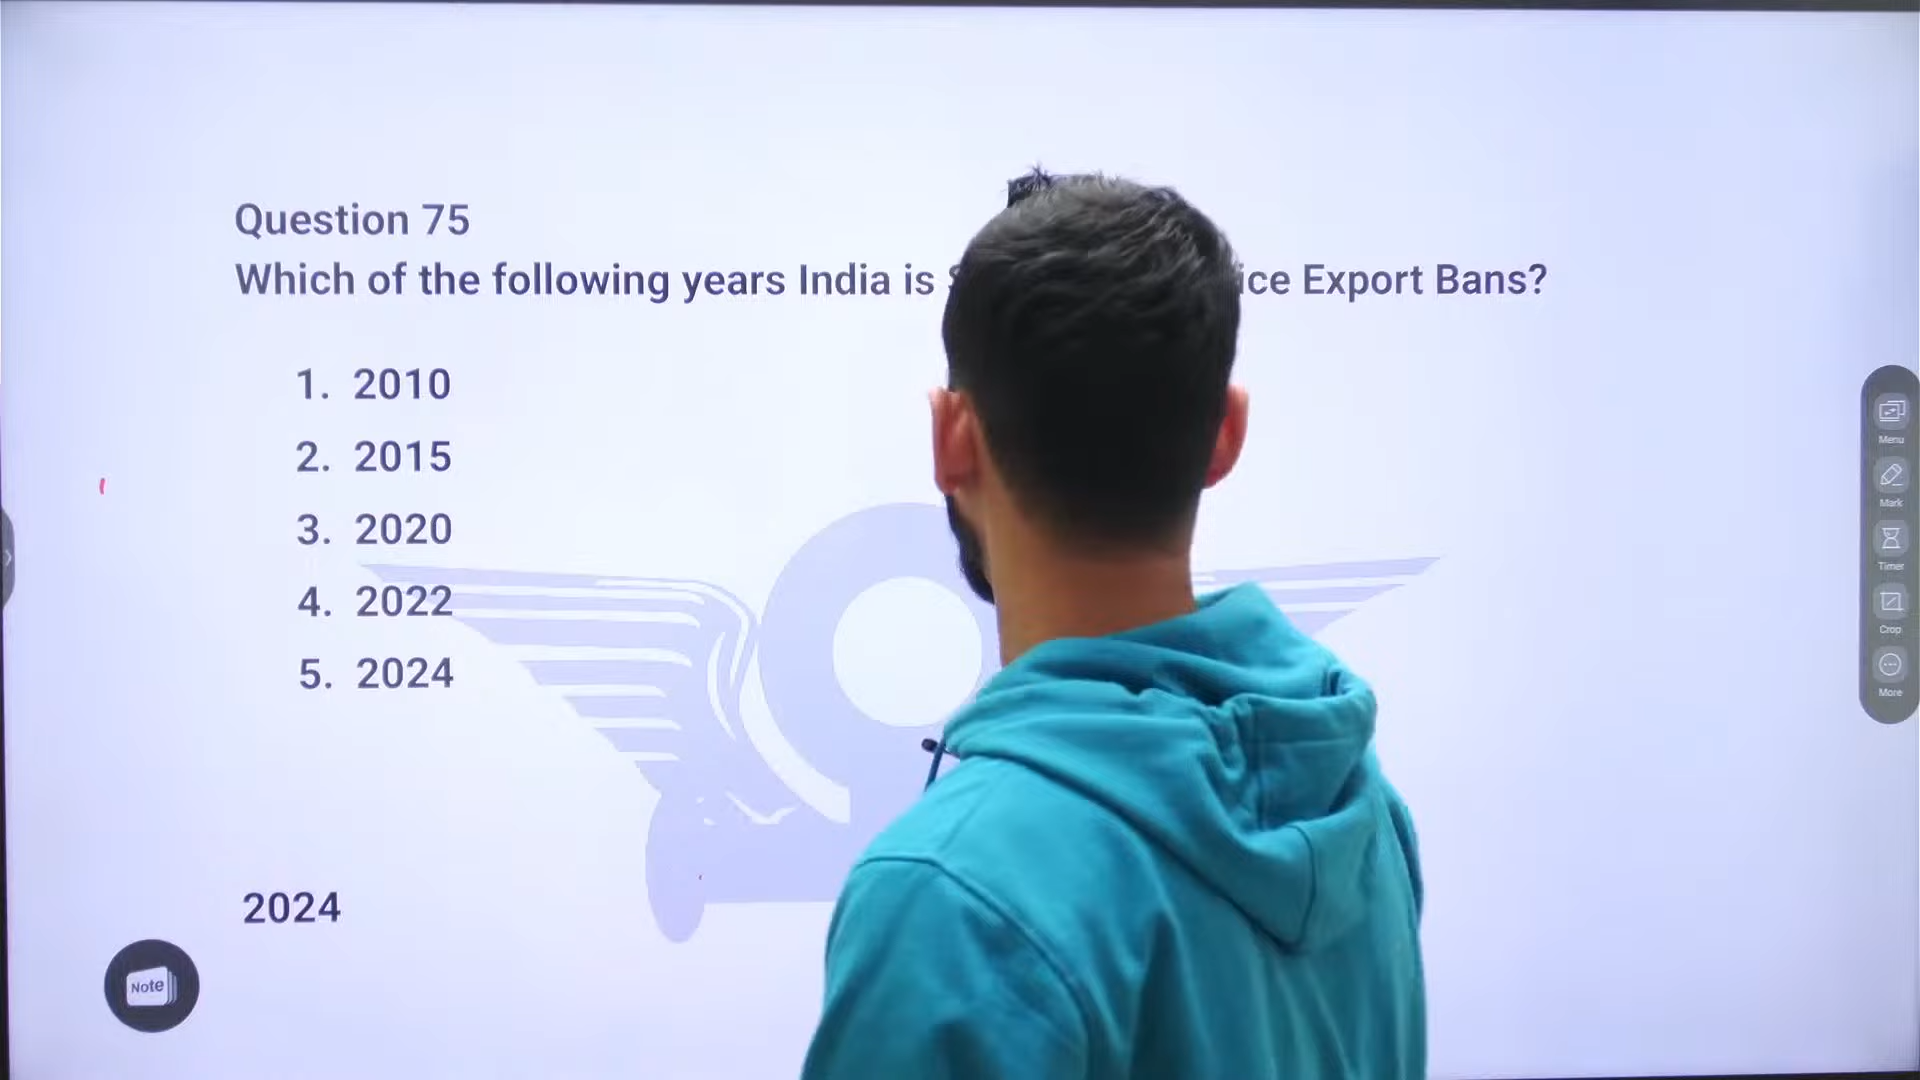 Question 75
Which of the following years India is Export Bans?
1. 2010
2. 2015
3. 2020
4. 2022
5. 2024
2024
Note
Menu
Mark
Timer
Crop
More